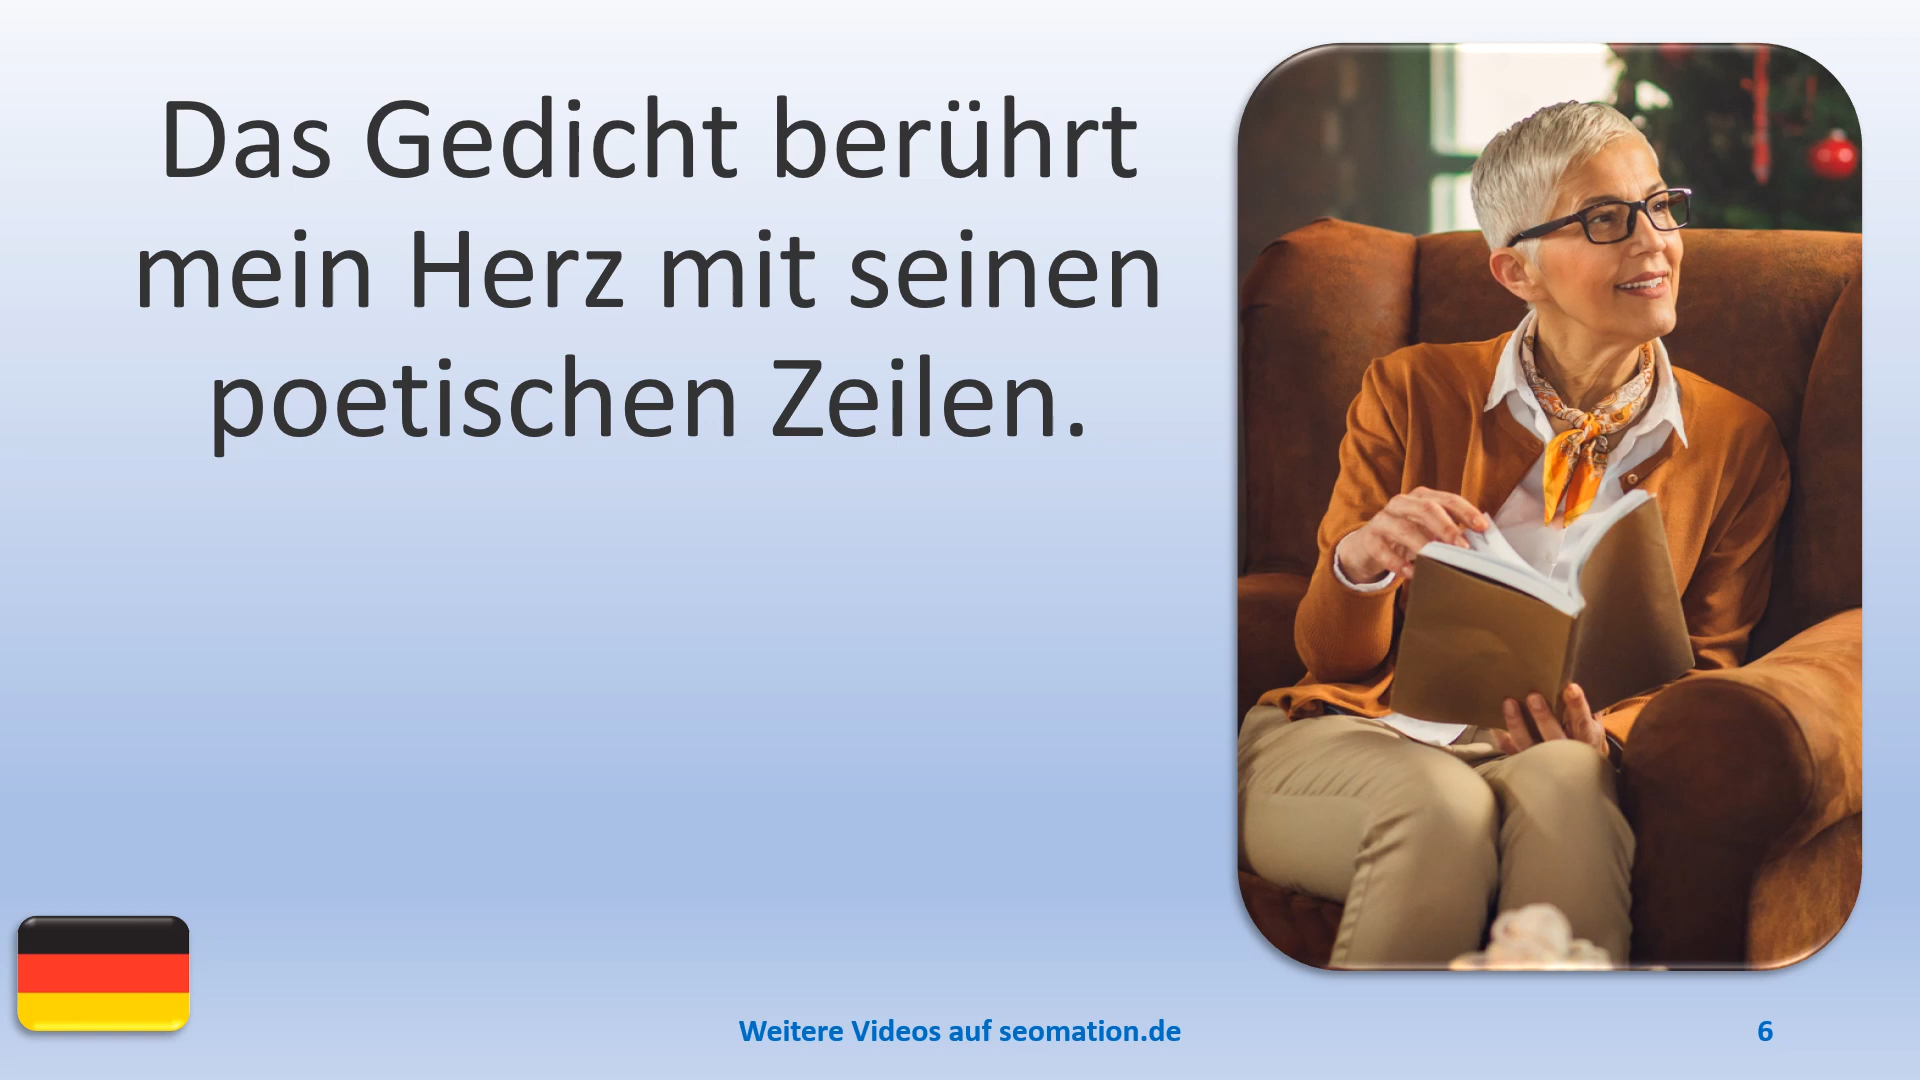 Das Gedicht berührt
mein Herz mit seinen
poetischen Zeilen.
Weitere Videos auf seomation.de
6